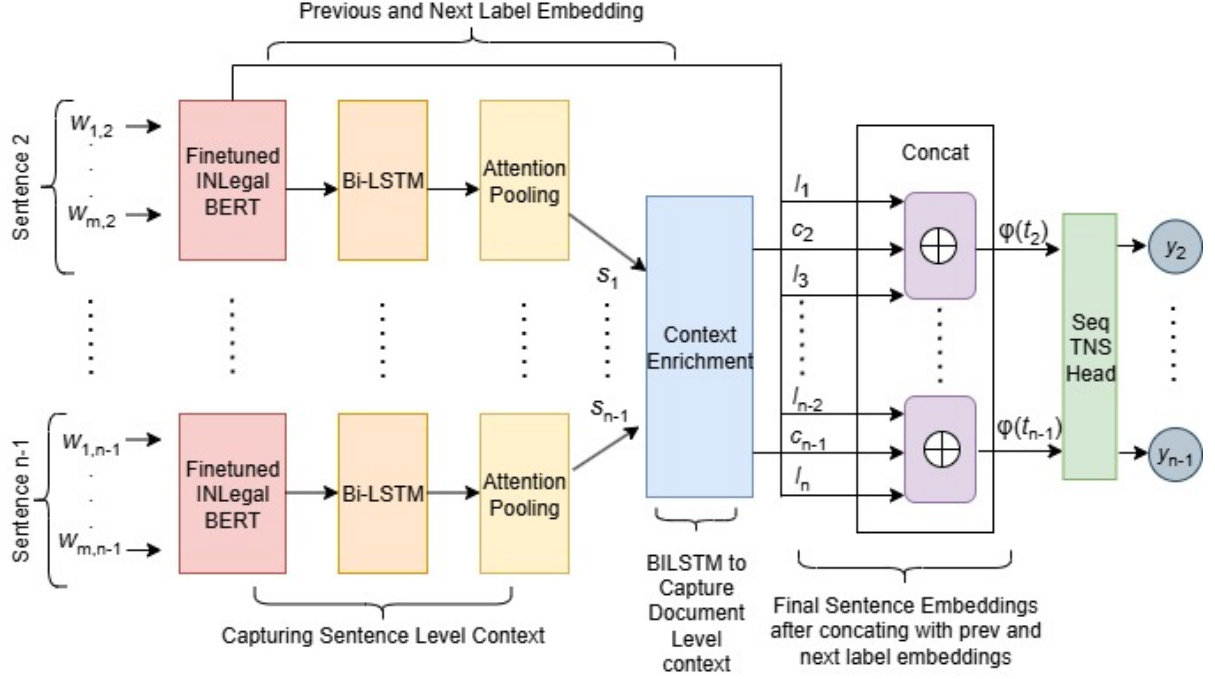 Previous and Next Label Embedding
Sentence 2
w1,2
wm,2
Finetuned
INLegal
BERT
Bi-LSTM
Attention
Pooling
s1
Sentence n-1
w1,n-1
wm,n-1
Finetuned
INLegal
BERT
Bi-LSTM
Attention
Pooling
sn-1
Capturing Sentence Level Context
Context
Enrichment
BILSTM to
Capture
Document
Level
context
Concat
l1
c2
l3
ln-2
cn-1
ln
φ(t2)
φ(tn-1)
Final Sentence Embeddings
after concating with prev and
next label embeddings
Seq
TNS
Head
y2
yn-1